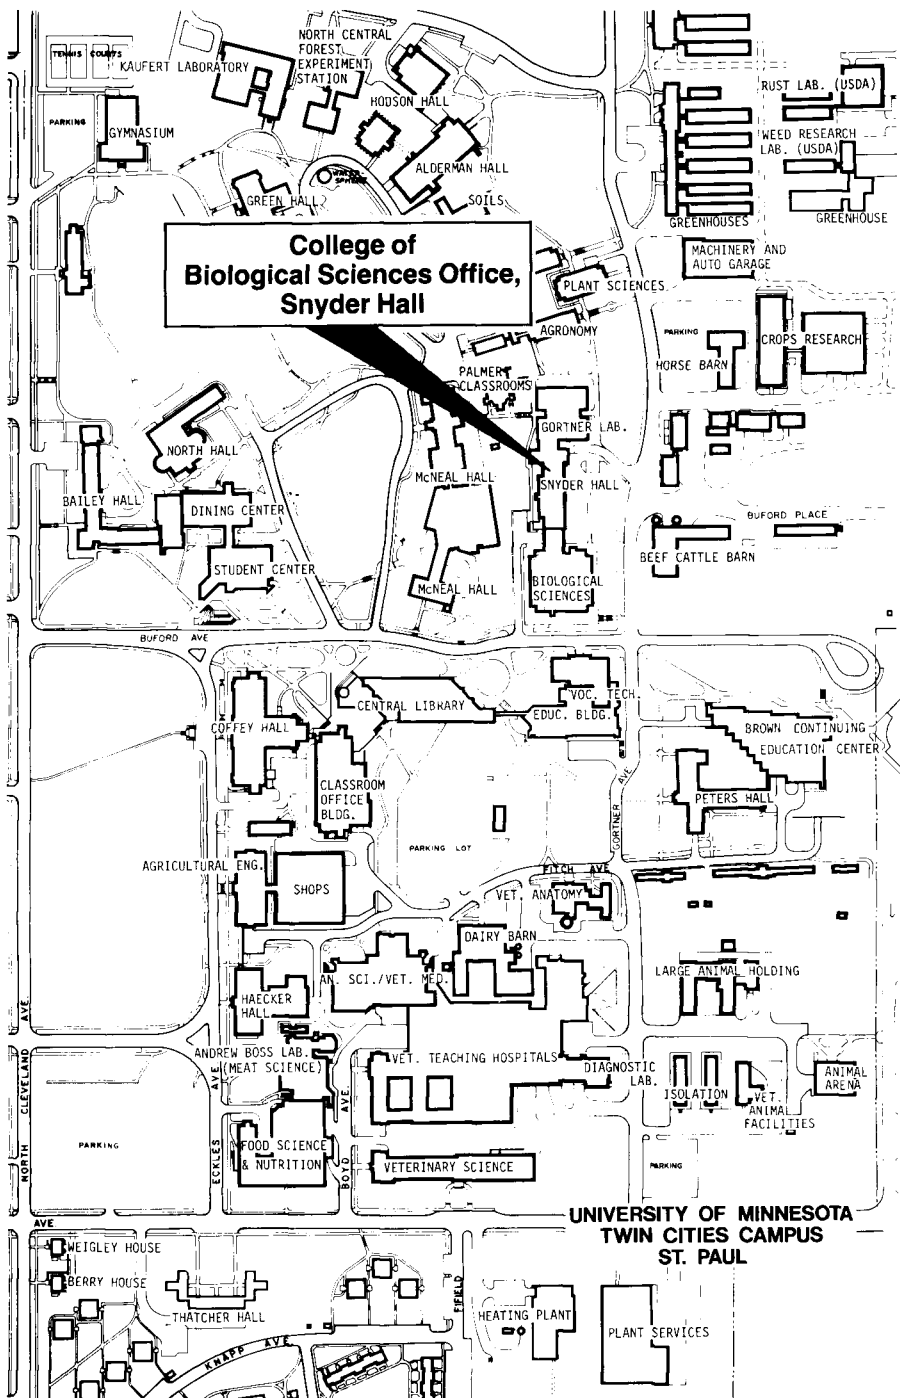 TENNIS COURTS
KAUFERT LABORATORY
NORTH CENTRAL
FOREST
EXPERIMENT
STATION
HODSON HALL
RUST LAB. (USDA)
PARKING
GYMNASIUM
WEED RESEARCH
LAB. (USDA)
ALDERMAN HALL
GREEN HALL
SOILS
GREENHOUSES
GREENHOUSE
College of
Biological Sciences Office,
Snyder Hall
MACHINERY AND
AUTO GARAGE
PLANT SCIENCES
AGRONOMY
PARKING
CROPS RESEARCH
HORSE BARN
PALMER
CLASSROOMS
GORTNER LAB.
NORTH HALL
McNEAL HALL
SNYDER HALL
BAILEY HALL
DINING CENTER
BUFORD PLACE
BEEF CATTLE BARN
STUDENT CENTER
McNEAL HALL
BIOLOGICAL
SCIENCES
BUFORD AVE
VOC. TECH.
EDUC. BLDG.
CENTRAL LIBRARY
COFFEY HALL
BROWN CONTINUING
EDUCATION CENTER
CLASSROOM
OFFICE
BLDG.
PETERS HALL
GORTNER AVE
PARKING LOT
AGRICULTURAL ENG.
SHOPS
FITCH AVE
VET. ANATOMY
DAIRY BARN
AN. SCI./VET. MED.
LARGE ANIMAL HOLDING
HAECKER
HALL
ANDREW BOSS LAB.
(MEAT SCIENCE)
VET. TEACHING HOSPITALS
DIAGNOSTIC
LAB.
ANIMAL
ARENA
ISOLATION
VET.
ANIMAL
FACILITIES
NORTH CLEVELAND AVE
ECKLES AVE
BOYD AVE
PARKING
FOOD SCIENCE
& NUTRITION
VETERINARY SCIENCE
PARKING
UNIVERSITY OF MINNESOTA
TWIN CITIES CAMPUS
ST. PAUL
AVE
WEIGLEY HOUSE
BERRY HOUSE
THATCHER HALL
FIFIELD
HEATING PLANT
PLANT SERVICES
KNAPP AVE